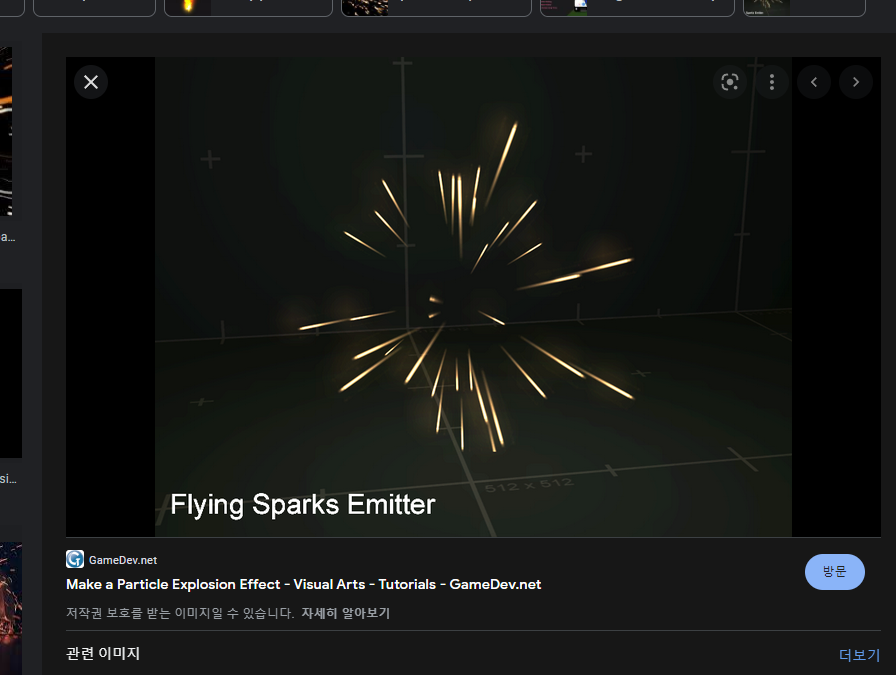 a...
si...
512 x 512
Flying Sparks Emitter
GameDev.net
Make a Particle Explosion Effect - Visual Arts - Tutorials - GameDev.net
방문
저작권 보호를 받는 이미지일 수 있습니다. 자세히 알아보기
관련 이미지
더보기